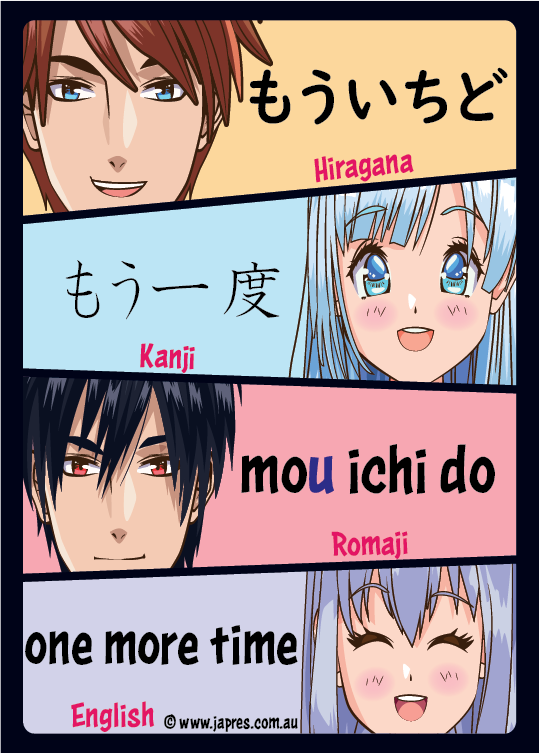 もういちど
Hiragana
もう一度
Kanji
mou ichi do
Romaji
one more time
English © www.japres.com.au